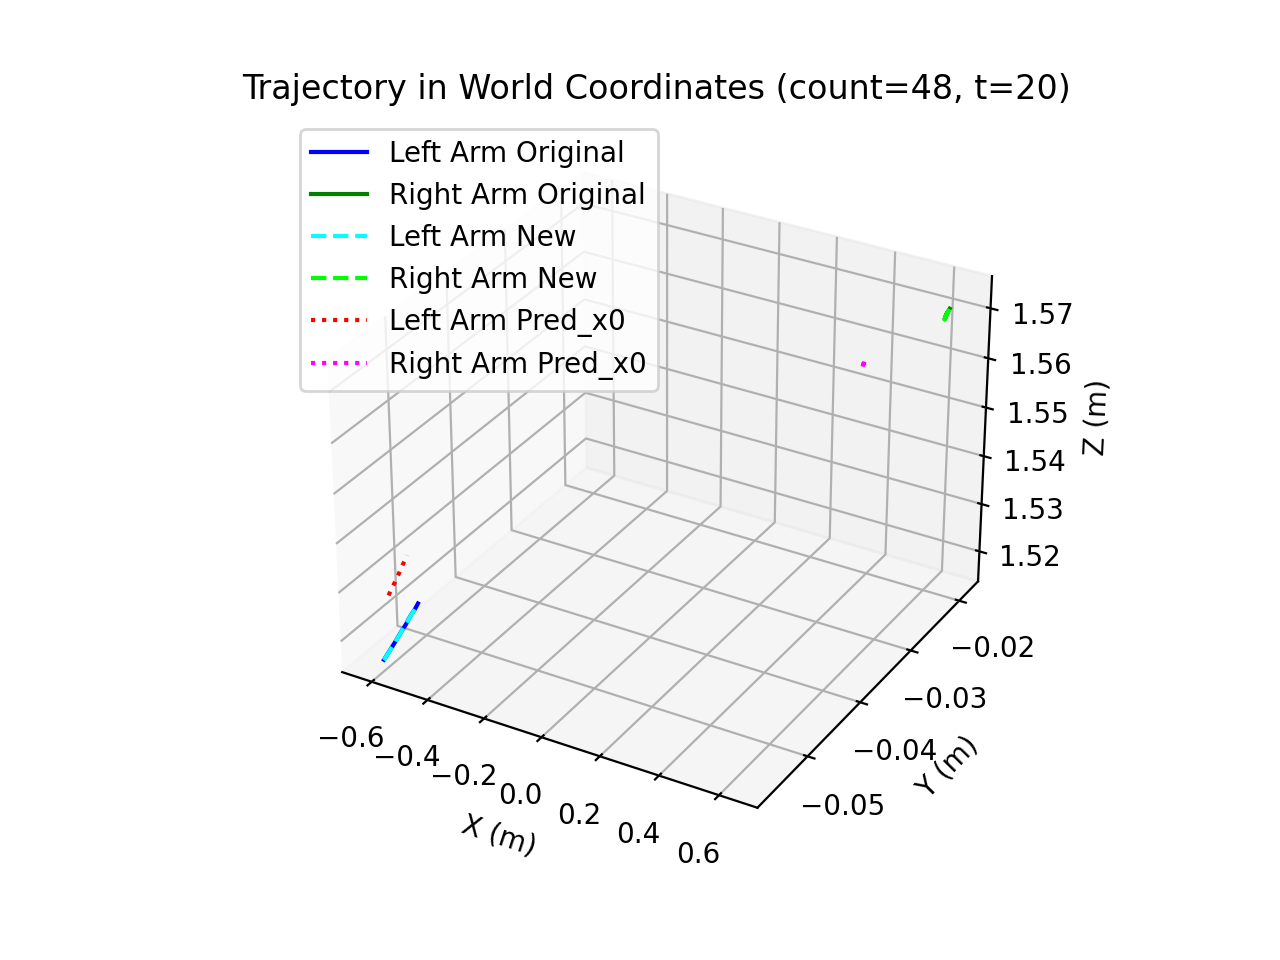 Trajectory in World Coordinates (count=48, t=20)
Left Arm Original
Right Arm Original
Left Arm New
Right Arm New
Left Arm Pred_x0
Right Arm Pred_x0
1.57
1.56
1.55
1.54
1.53
1.52
Z (m)
−0.02
−0.03
−0.04
−0.05
Y (m)
−0.6
−0.4
−0.2
0.0
0.2
0.4
0.6
X (m)